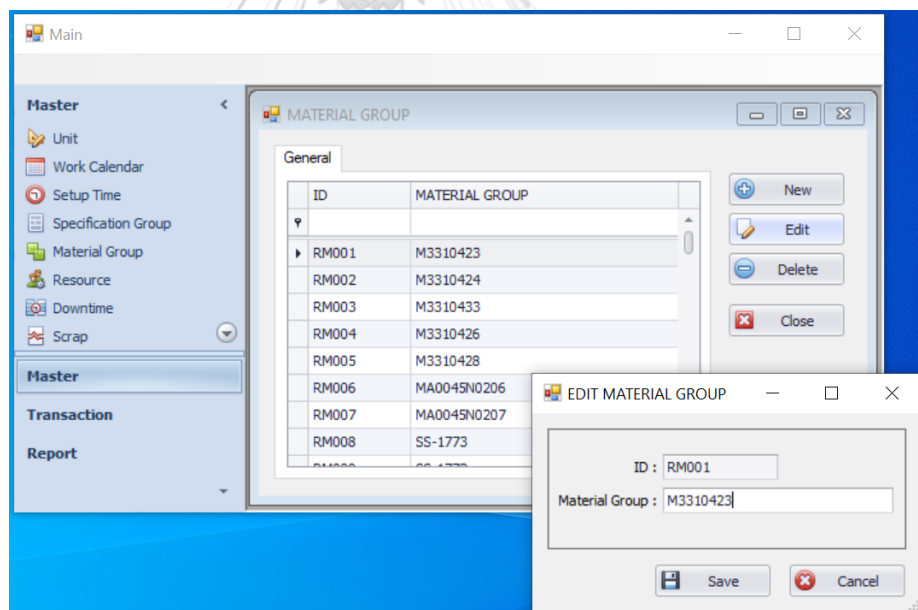 Main
Master
Unit
Work Calendar
Setup Time
Specification Group
Material Group
Resource
Downtime
Scrap
Master
Transaction
Report
MATERIAL GROUP
General
ID MATERIAL GROUP
RM001 M3310423
RM002 M3310424
RM003 M3310433
RM004 M3310426
RM005 M3310428
RM006 MA0045N0206
RM007 MA0045N0207
RM008 SS-1773
New
Edit
Delete
Close
EDIT MATERIAL GROUP
ID : RM001
Material Group : M3310423
Save Cancel